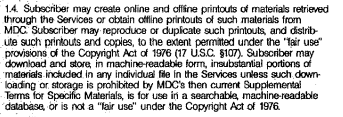 1.4. Subscriber may create online and offline printouts of materials retrieved
through the Services or obtain offline printouts of such materials from
MDC. Subscriber may reproduce or duplicate such printouts, and distrib-
ute such printouts and copies, to the extent permitted under the "fair use"
provisions of the Copyright Act of 1976 (17 U.S.C. §107). Subscriber may
download and store, in machine-readable form, insubstantial portions of
materials included in any individual file in the Services unless such down-
loading or storage is prohibited by MDC's then current Supplemental
Terms for Specific Materials, is for use in a searchable, machine-readable
database, or is not a "fair use" under the Copyright Act of 1976.